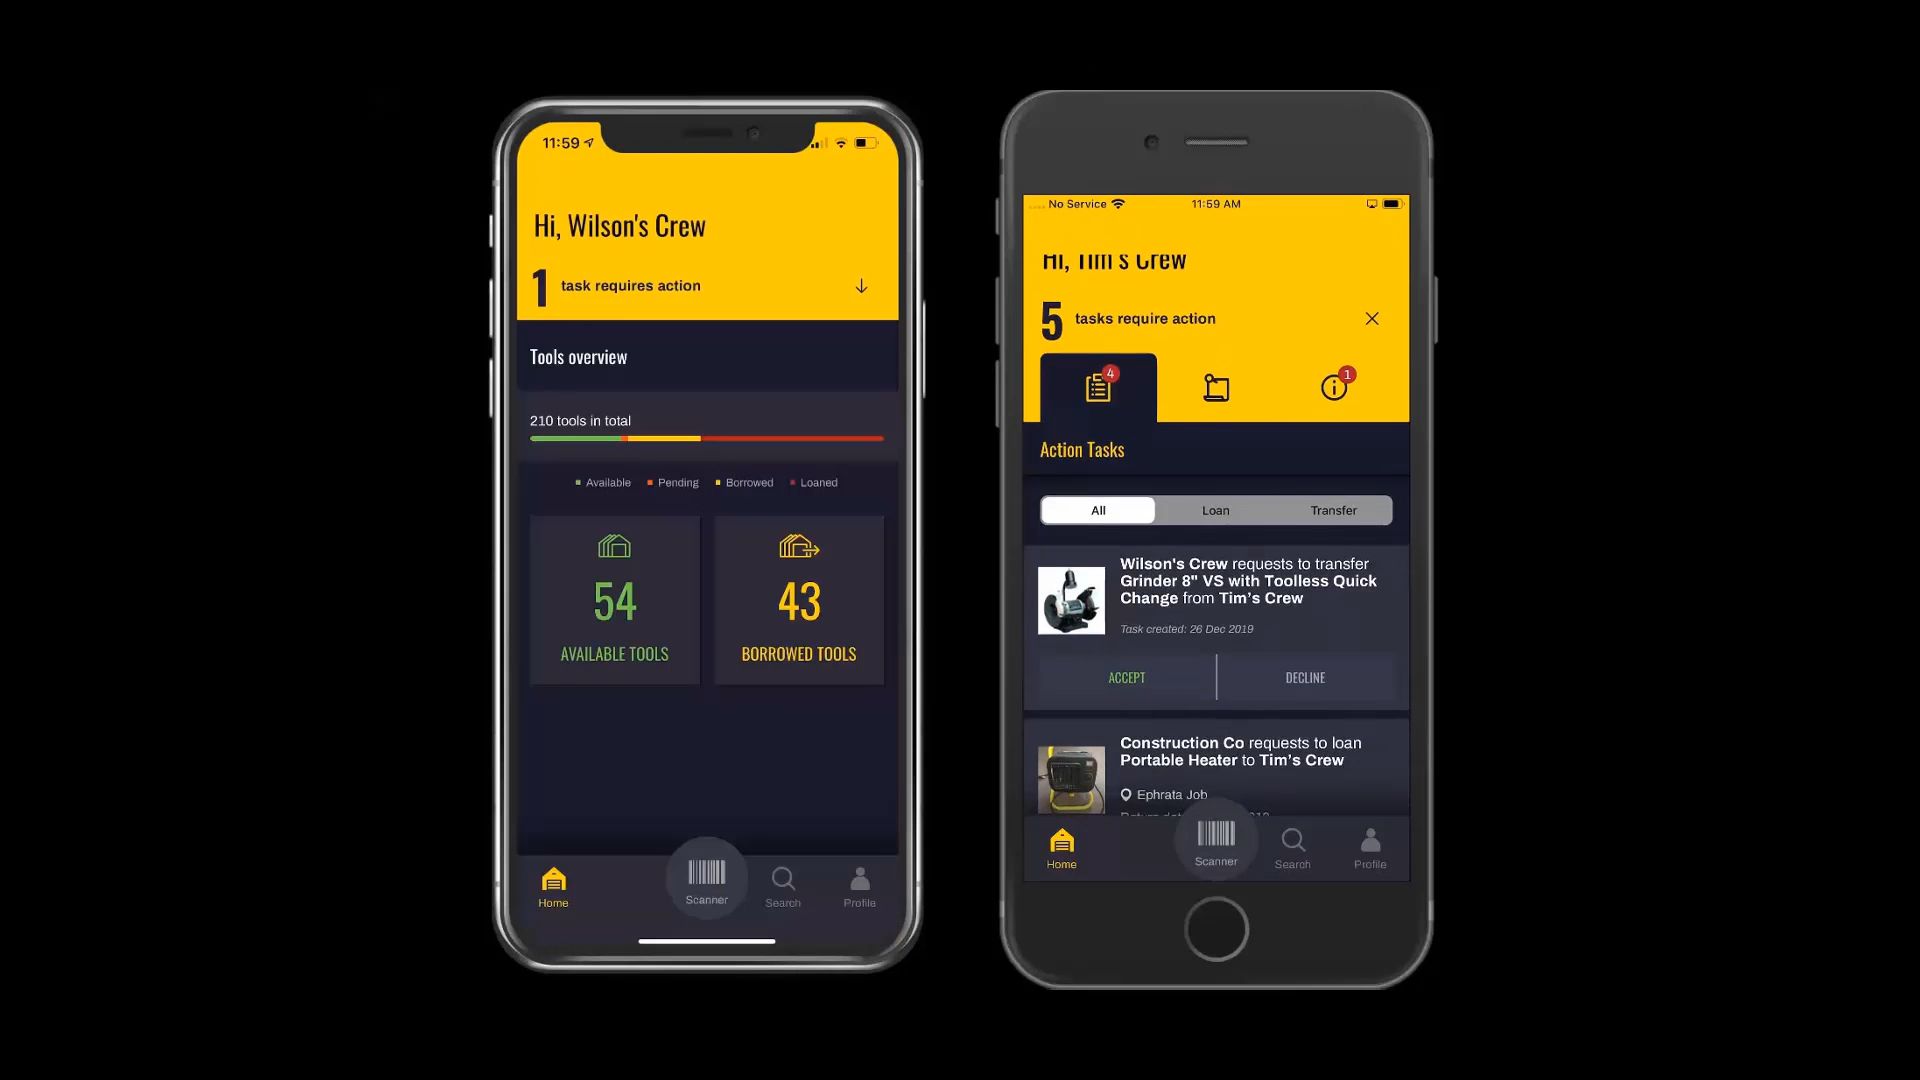 11:59
Hi, Wilson's Crew
1 task requires action
Tools overview
210 tools in total
Available Pending Borrowed Loaned
54
AVAILABLE TOOLS
43
BORROWED TOOLS
Home
Scanner
Search
Profile
No Service
11:59 AM
Hi, Tim's Crew
5 tasks require action
4
1
Action Tasks
All
Loan
Transfer
Wilson's Crew requests to transfer
Grinder 8" VS with Toolless Quick
Change from Tim's Crew
Task created: 26 Dec 2019
ACCEPT
DECLINE
Construction Co requests to loan
Portable Heater to Tim's Crew
Ephrata Job
Home
Scanner
Search
Profile